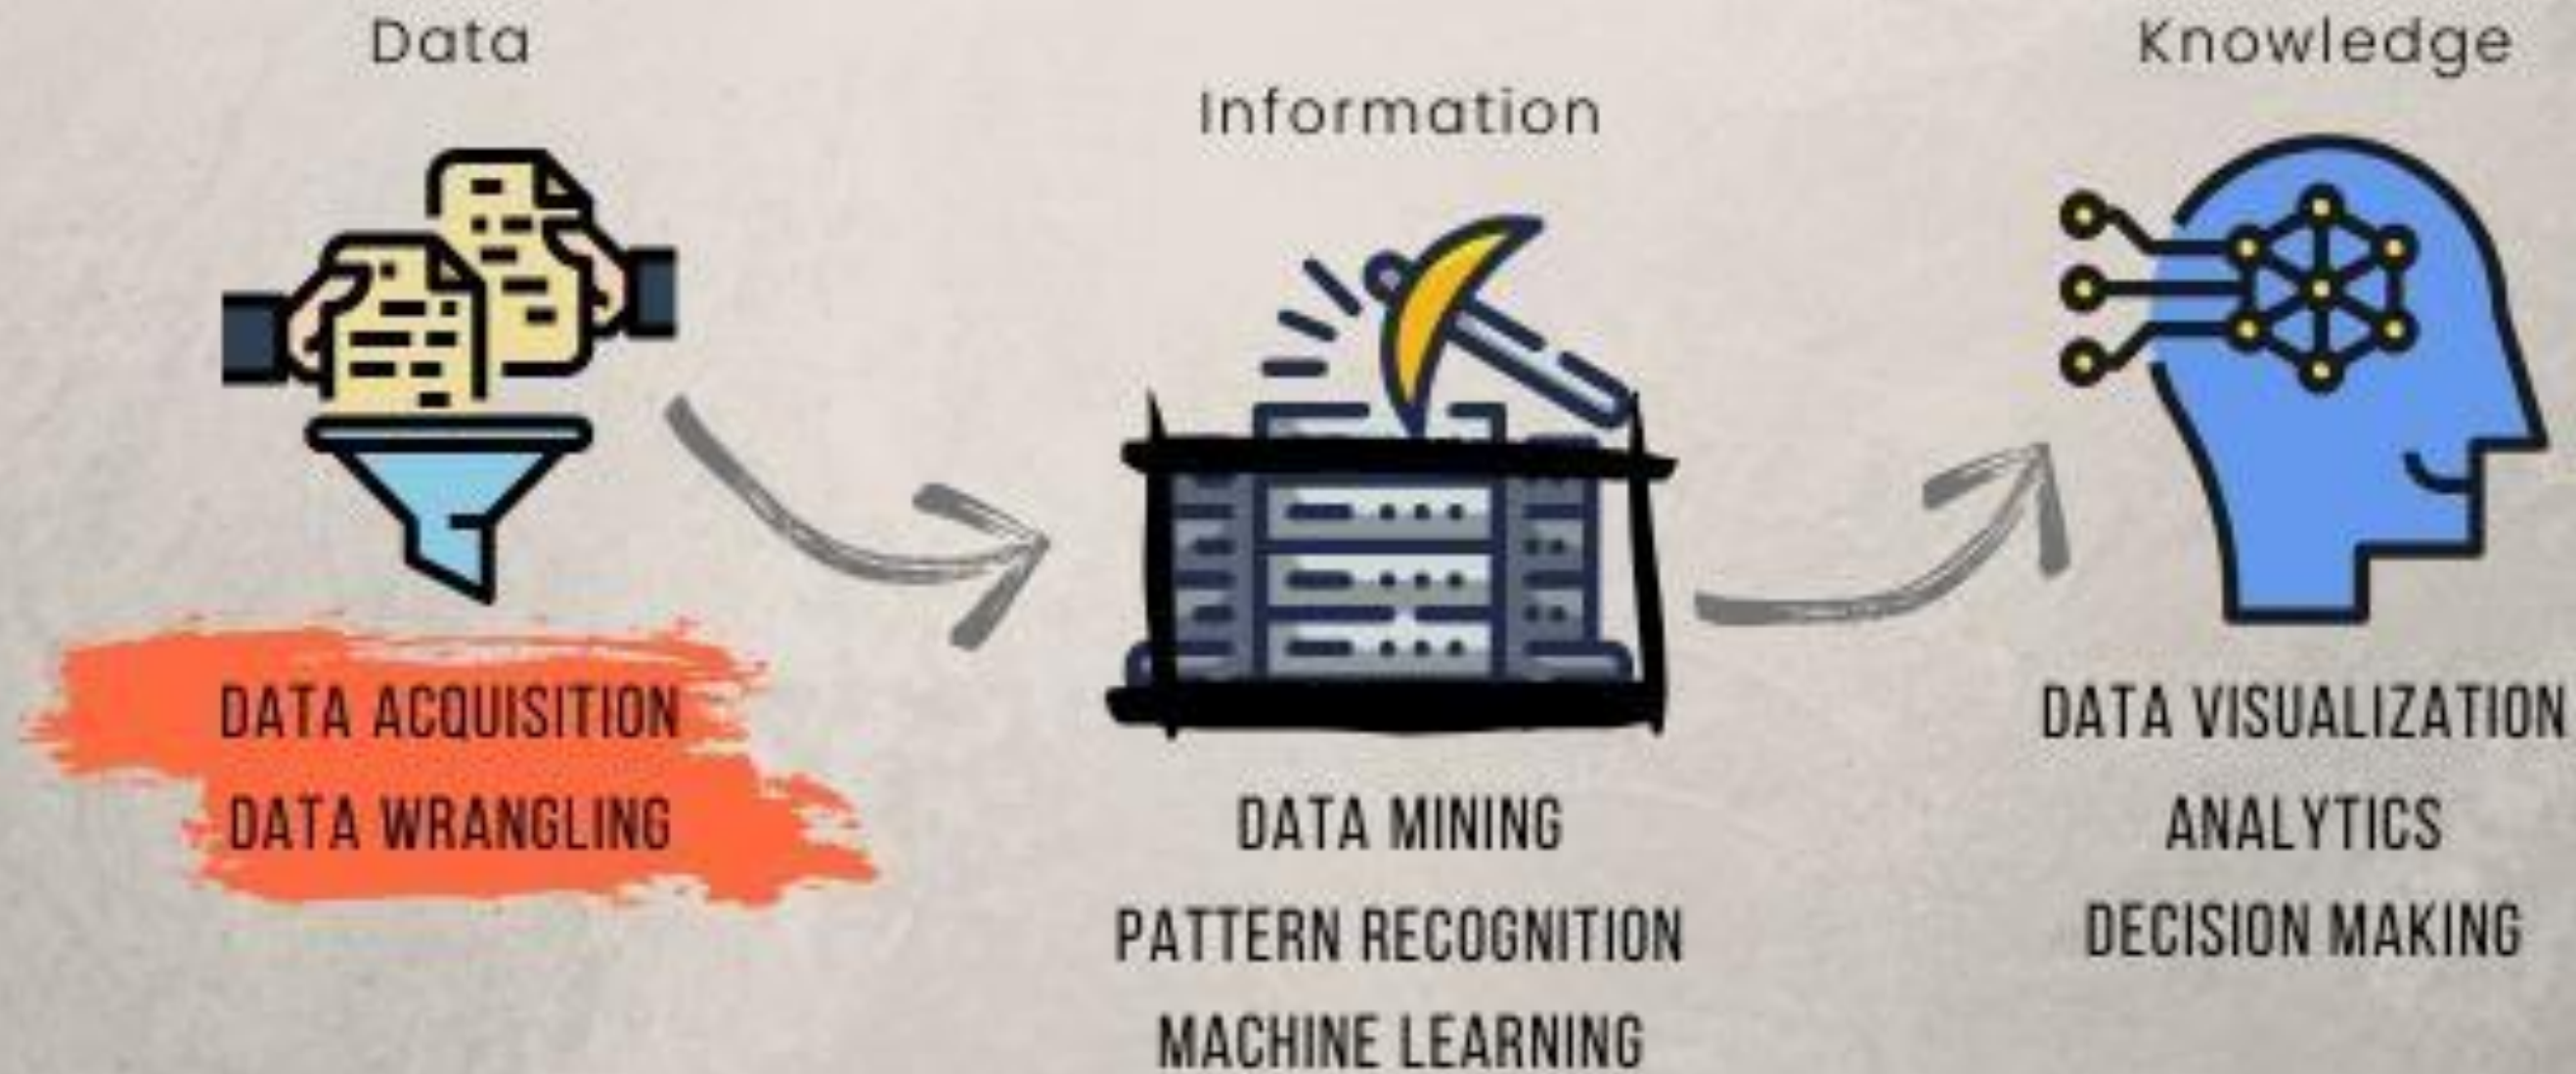 Data
DATA ACQUISITION
DATA WRANGLING
Information
DATA MINING
PATTERN RECOGNITION
MACHINE LEARNING
Knowledge
DATA VISUALIZATION
ANALYTICS
DECISION MAKING